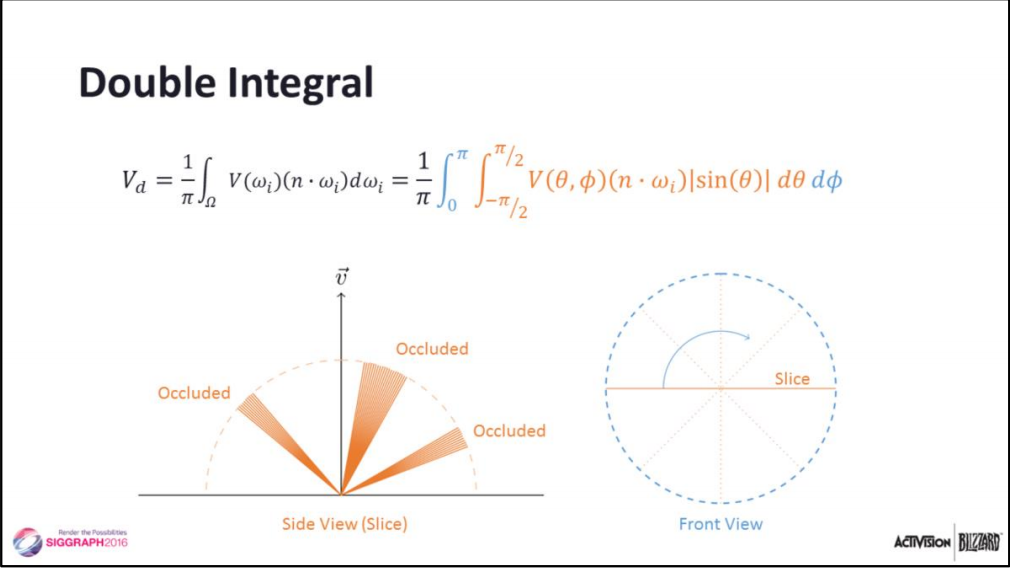 Double Integral
V_d = \frac{1}{\pi} \int_{\Omega} V(\omega_i)(n \cdot \omega_i) d\omega_i = \frac{1}{\pi} \int_{0}^{\pi} \int_{-\pi/2}^{\pi/2} V(\theta, \phi)(n \cdot \omega_i)|\sin(\theta)| \, d\theta \, d\phi
\vec{v}
Occluded
Occluded
Slice
Occluded
Side View (Slice)
Front View
Render the Possibilities
SIGGRAPH2016
ACTIVISION BLIZZARD